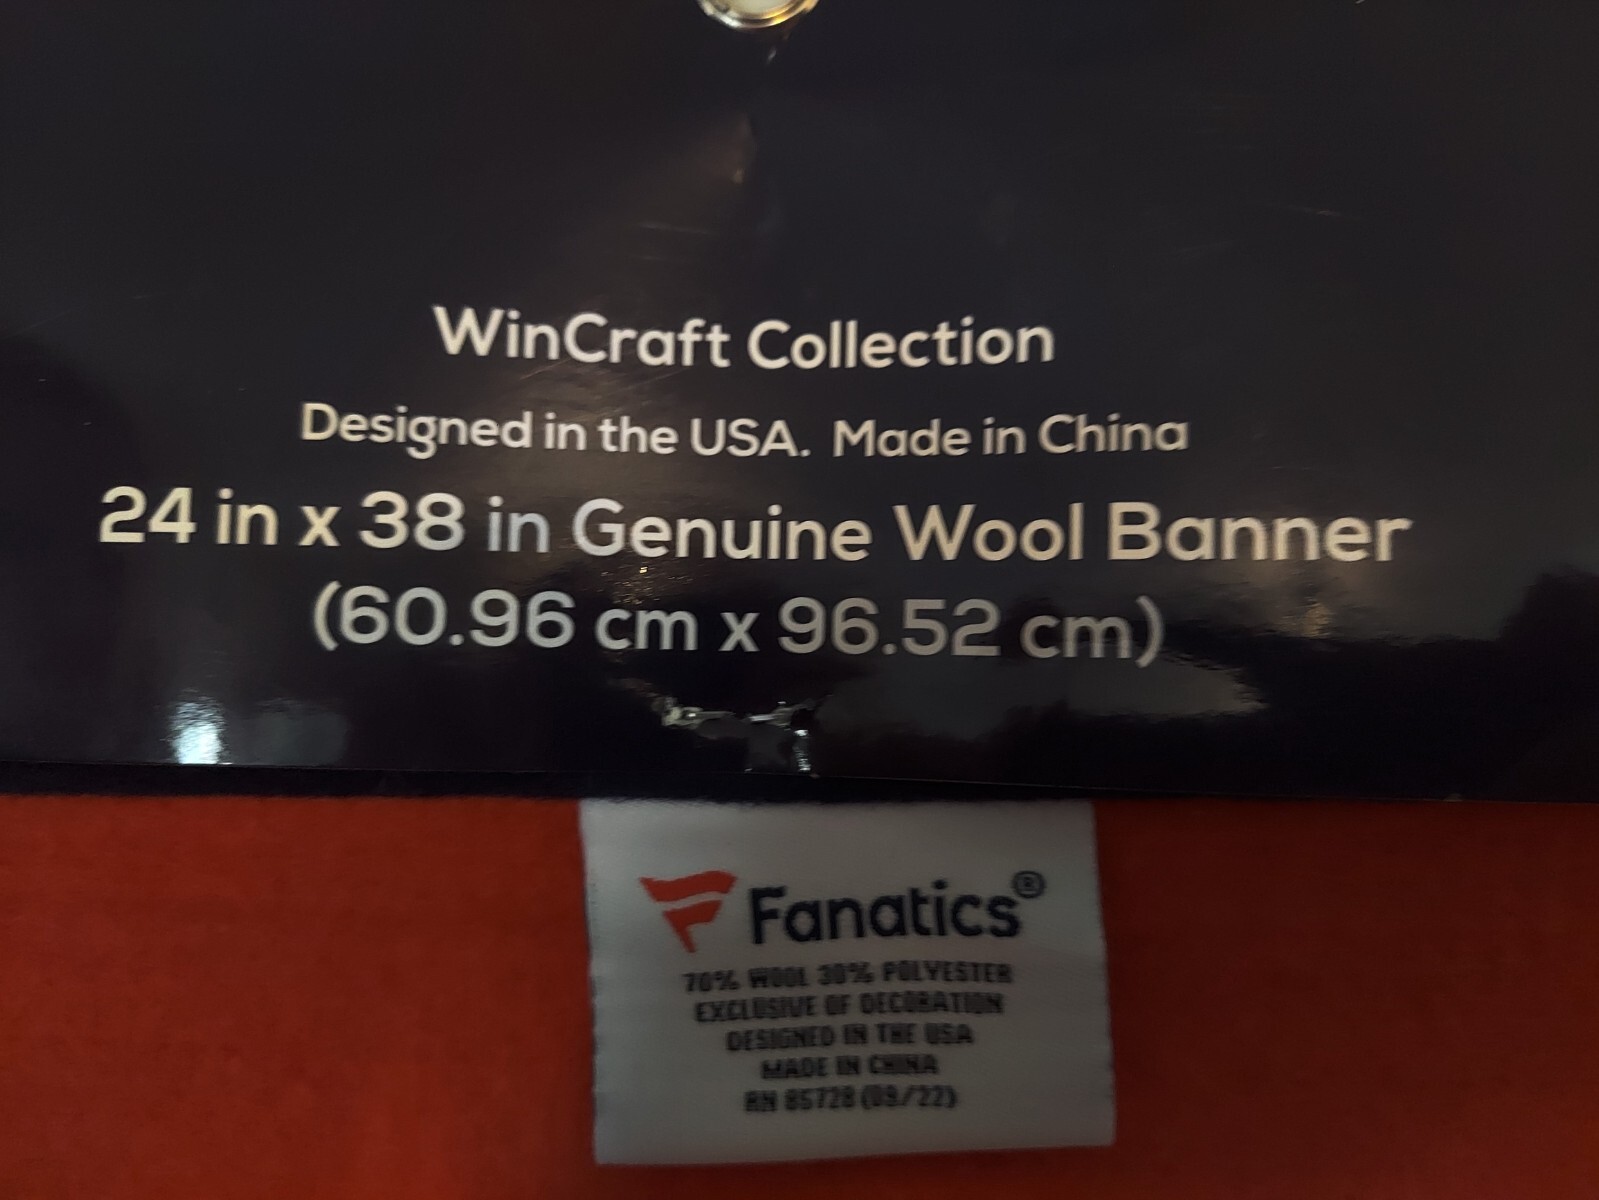 WinCraft Collection
Designed in the USA. Made in China
24 in x 38 in Genuine Wool Banner
(60.96 cm x 96.52 cm)
Fanatics®
70% WOOL 30% POLYESTER
EXCLUSIVE OF DECORATION
DESIGNED IN THE USA
MADE IN CHINA
RN 85728 (09/22)